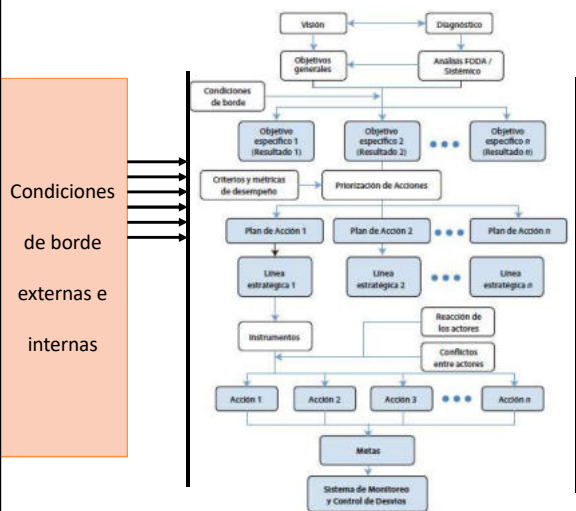 Condiciones
de borde
externas e
internas
Visión
Diagnóstico
Objetivos
generales
Análisis FODA /
Sistémico
Condiciones
de borde
Objetivo
específico 1
(Resultado 1)
Objetivo
específico 2
(Resultado 2)
Objetivo
específico n
(Resultado n)
Criterios y métricas
de desempeño
Priorización de Acciones
Plan de Acción 1
Plan de Acción 2
Plan de Acción n
Línea
estratégica 1
Línea
estratégica 2
Línea
estratégica n
Reacción de
los actores
Instrumentos
Conflictos
entre actores
Acción 1
Acción 2
Acción 3
Acción n
Metas
Sistema de Monitoreo
y Control de Desvíos